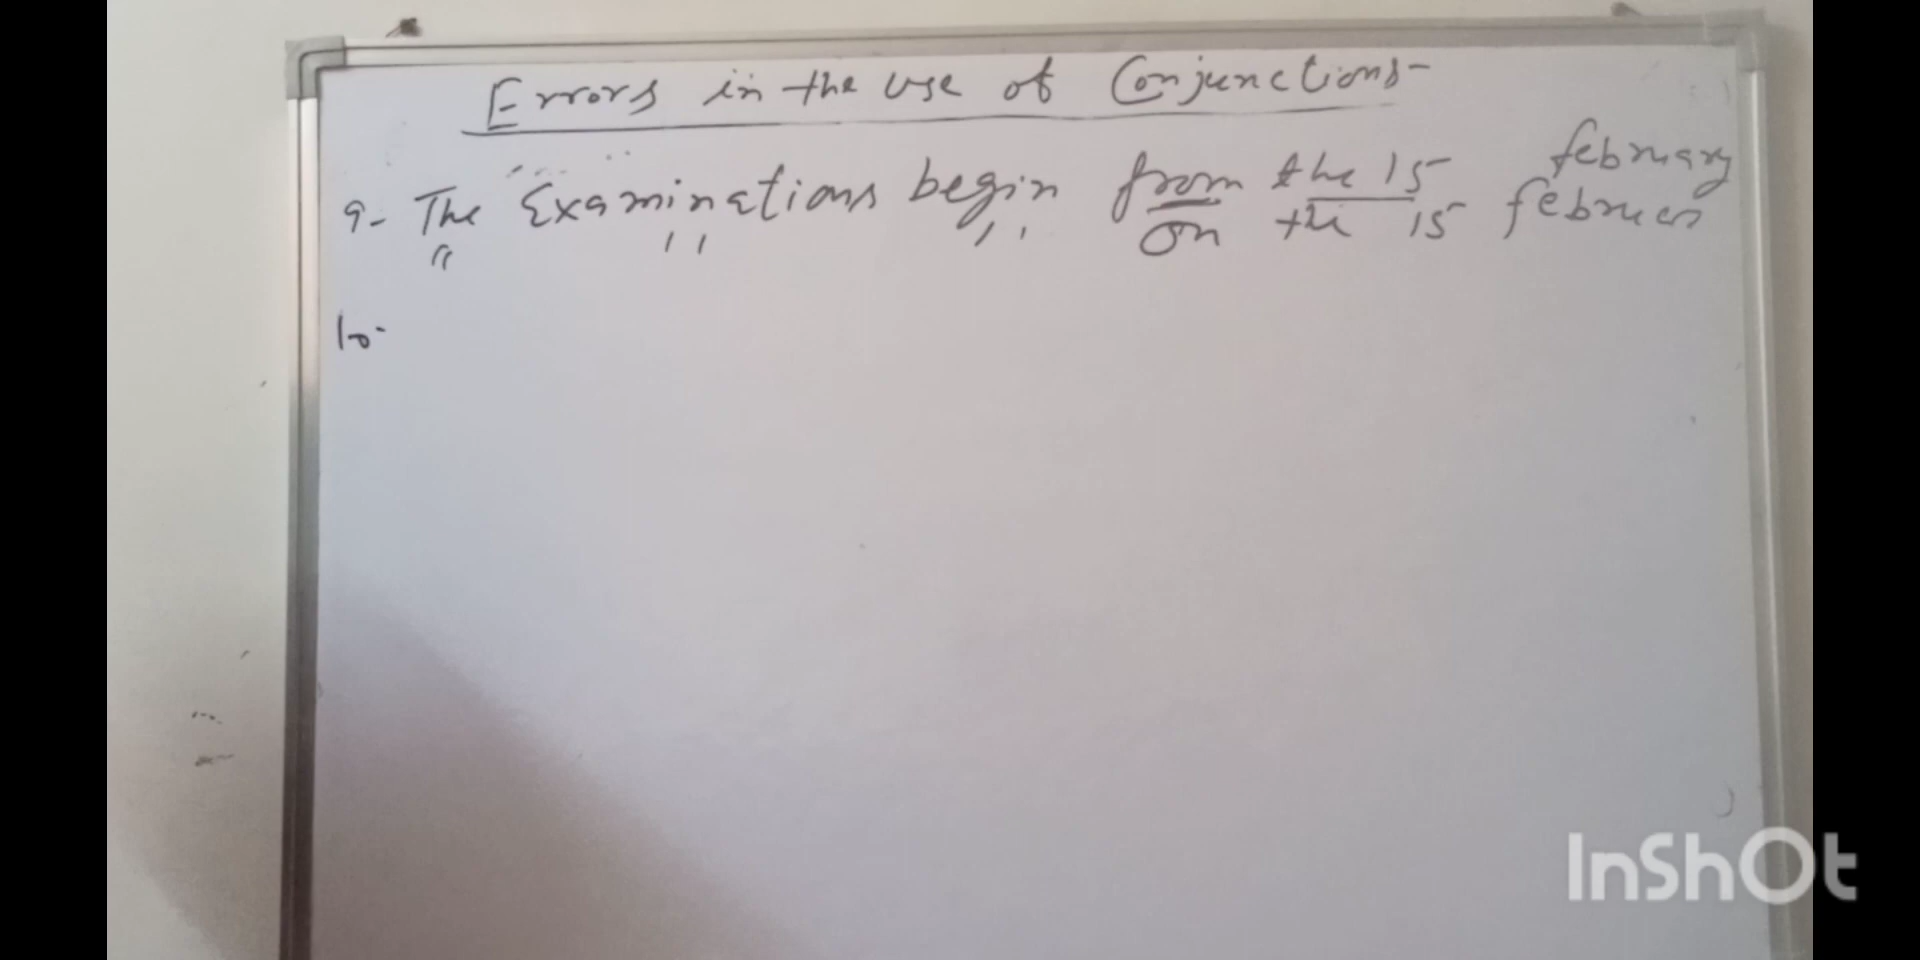 Errors in the use of Conjunctions-
9- The Examinations begin from the 15 february
" " " on the 15 februar
10-
InShOt